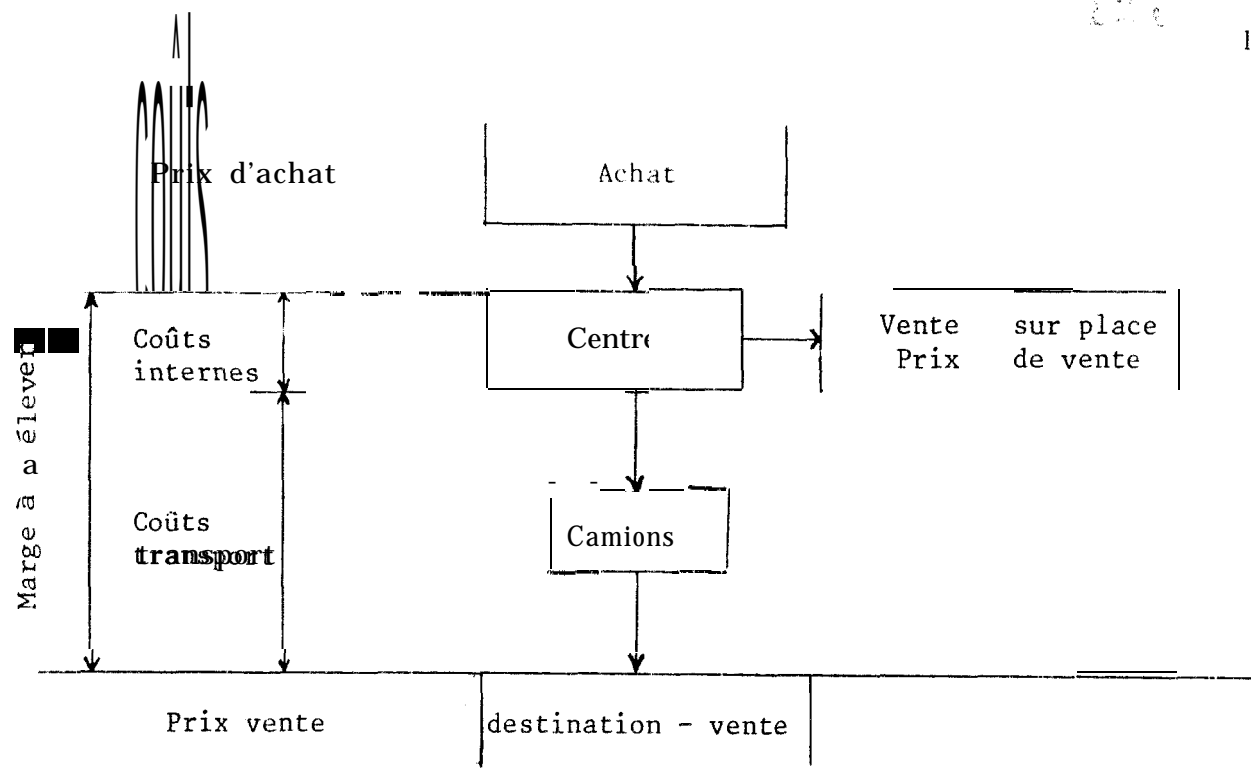 Prix d'achat
Achat
Coûts
internes
Centre
Vente sur place
Prix de vente
Marge à a élever
Coûts
transport
Camions
Prix vente
destination - vente